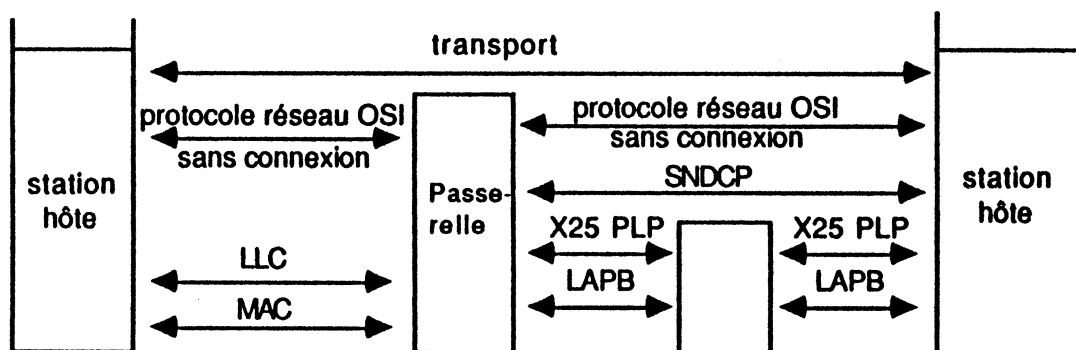 transport
protocole réseau OSI
sans connexion
protocole réseau OSI
sans connexion
SNDCP
station
hôte
Passe-
relle
station
hôte
X25 PLP
X25 PLP
LLC
LAPB
LAPB
MAC